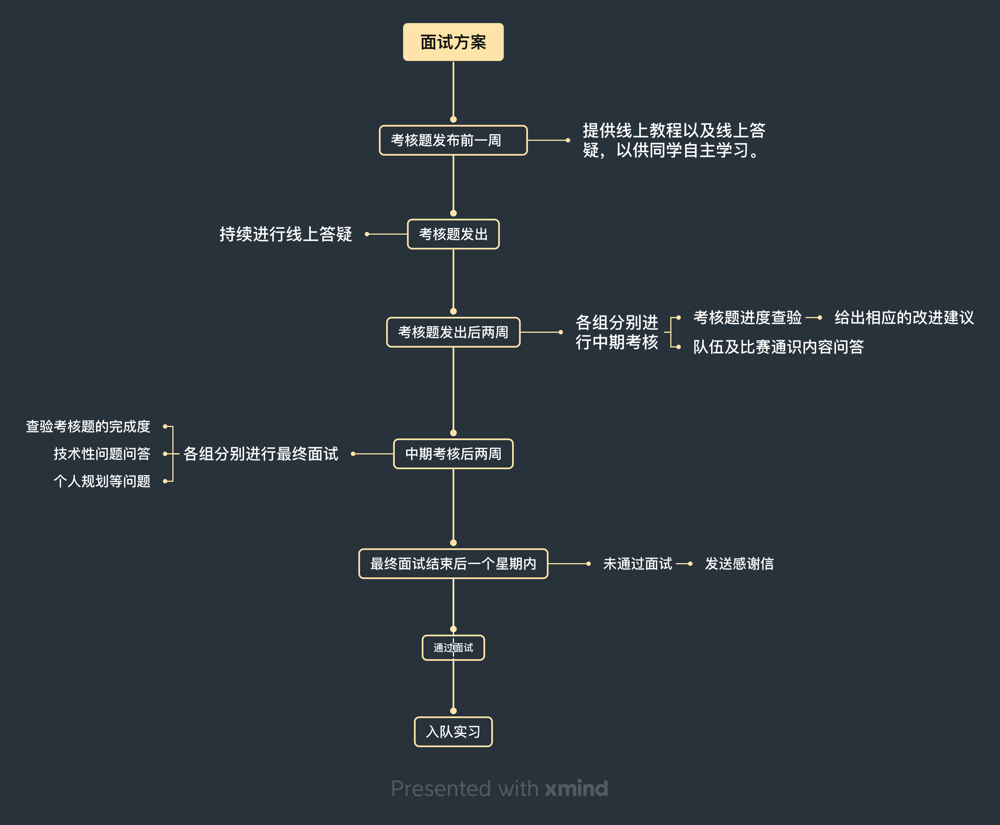 面试方案
考核题发布前一周
提供线上教程以及线上答
疑，以供同学自主学习。
持续进行线上答疑
考核题发出
考核题发出后两周
各组分别进
行中期考核
考核题进度查验
给出相应的改进建议
队伍及比赛通识内容问答
查验考核题的完成度
技术性问题问答
个人规划等问题
各组分别进行最终面试
中期考核后两周
最终面试结束后一个星期内
未通过面试
发送感谢信
通过面试
入队实习
Presented with xmind